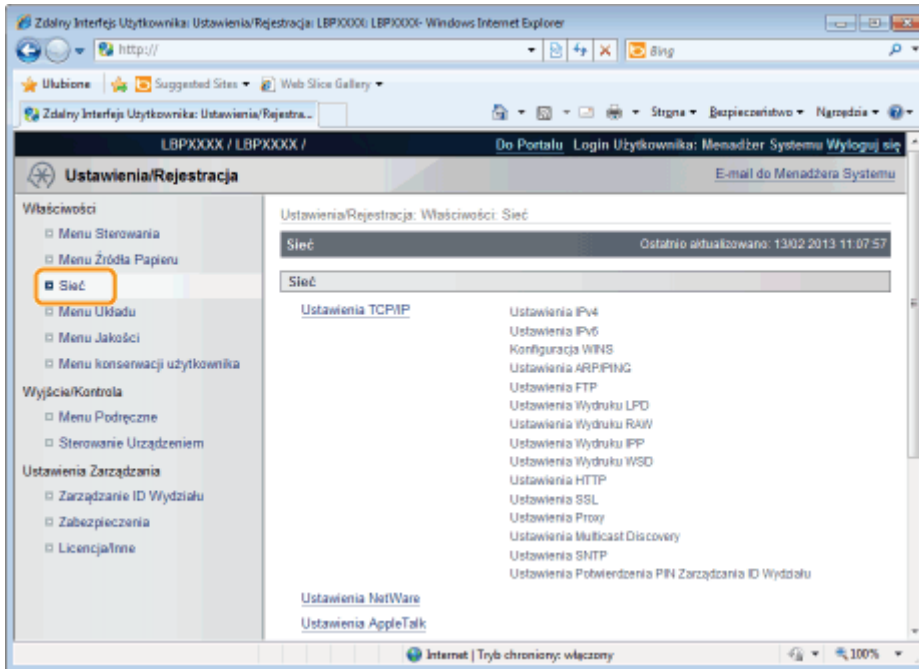 Zdalny Interfejs Użytkownika: Ustawienia/Rejestracja: LBPXXXX: LBPXXXX- Windows Internet Explorer
http://
Bing
Ulubione Suggested Sites Web Slice Gallery
Zdalny Interfejs Użytkownika: Ustawienia/Rejestra... Strona Bezpieczeństwo Narzędzia
LBPXXXX / LBPXXXX / Do Portalu Login Użytkownika: Menadżer Systemu Wyloguj się
Ustawienia/Rejestracja E-mail do Menadżera Systemu
Właściwości
Menu Sterowania
Menu Źródła Papieru
Sieć
Menu Układu
Menu Jakości
Menu konserwacji użytkownika
Wyjście/Kontrola
Menu Podręczne
Sterowanie Urządzeniem
Ustawienia Zarządzania
Zarządzanie ID Wydziału
Zabezpieczenia
Licencja/Inne
Ustawienia/Rejestracja: Właściwości: Sieć
Sieć Ostatnio aktualizowano: 13/02 2013 11:07:57
Sieć
Ustawienia TCP/IP
Ustawienia IPv4
Ustawienia IPv6
Konfiguracja WINS
Ustawienia ARP/PING
Ustawienia FTP
Ustawienia Wydruku LPD
Ustawienia Wydruku RAW
Ustawienia Wydruku IPP
Ustawienia Wydruku WSD
Ustawienia HTTP
Ustawienia SSL
Ustawienia Proxy
Ustawienia Multicast Discovery
Ustawienia SNTP
Ustawienia Potwierdzenia PIN Zarządzania ID Wydziału
Ustawienia NetWare
Ustawienia AppleTalk
Internet | Tryb chroniony: włączony 100%